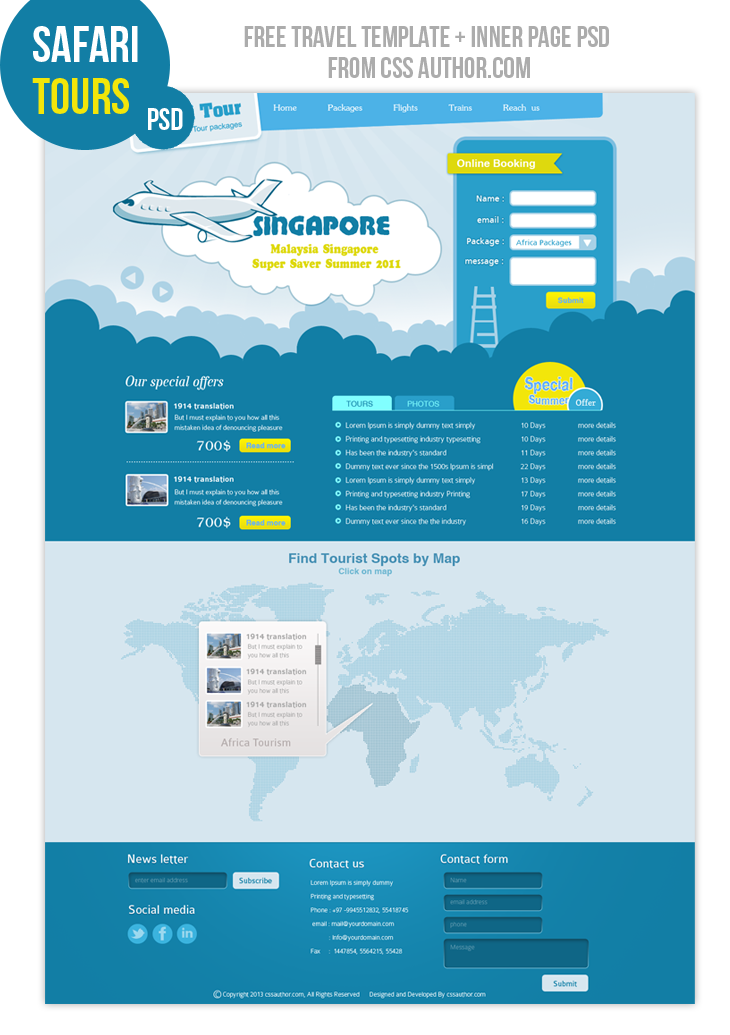 SAFARI
TOURS
PSD
FREE TRAVEL TEMPLATE + INNER PAGE PSD
FROM CSS AUTHOR.COM
Tour
Tour packages
Home Packages Flights Trains Reach us
SINGAPORE
Malaysia Singapore
Super Saver Summer 2011
Online Booking
Name :
email :
Package : Africa Packages
message :
Submit
Our special offers
1914 translation
But I must explain to you how all this
mistaken idea of denouncing pleasure
700$ Read more
1914 translation
But I must explain to you how all this
mistaken idea of denouncing pleasure
700$ Read more
TOURS PHOTOS
Special
Summer
Offer
Lorem Ipsum is simply dummy text simply 10 Days more details
Printing and typesetting industry typesetting 10 Days more details
Has been the industry's standard 11 Days more details
Dummy text ever since the 1500s Ipsum is simpl 22 Days more details
Lorem Ipsum is simply dummy text simply 13 Days more details
Printing and typesetting industry Printing 17 Days more details
Has been the industry's standard 19 Days more details
Dummy text ever since the the industry 16 Days more details
Find Tourist Spots by Map
Click on map
1914 translation
But I must explain to
you how all this
1914 translation
But I must explain to
you how all this
1914 translation
But I must explain to
you how all this
Africa Tourism
News letter
enter email address Subscribe
Social media
Contact us
Lorem Ipsum is simply dummy
Printing and typesetting
Phone : +97 -9945512832, 55418745
email : mail@yourdomain.com
: info@yourdomain.com
Fax : 1447854, 5564215, 55428
Contact form
Name
email address
phone
Message
Submit
© Copyright 2013 cssauthor.com, All Rights Reserved Designed and Developed By cssauthor.com